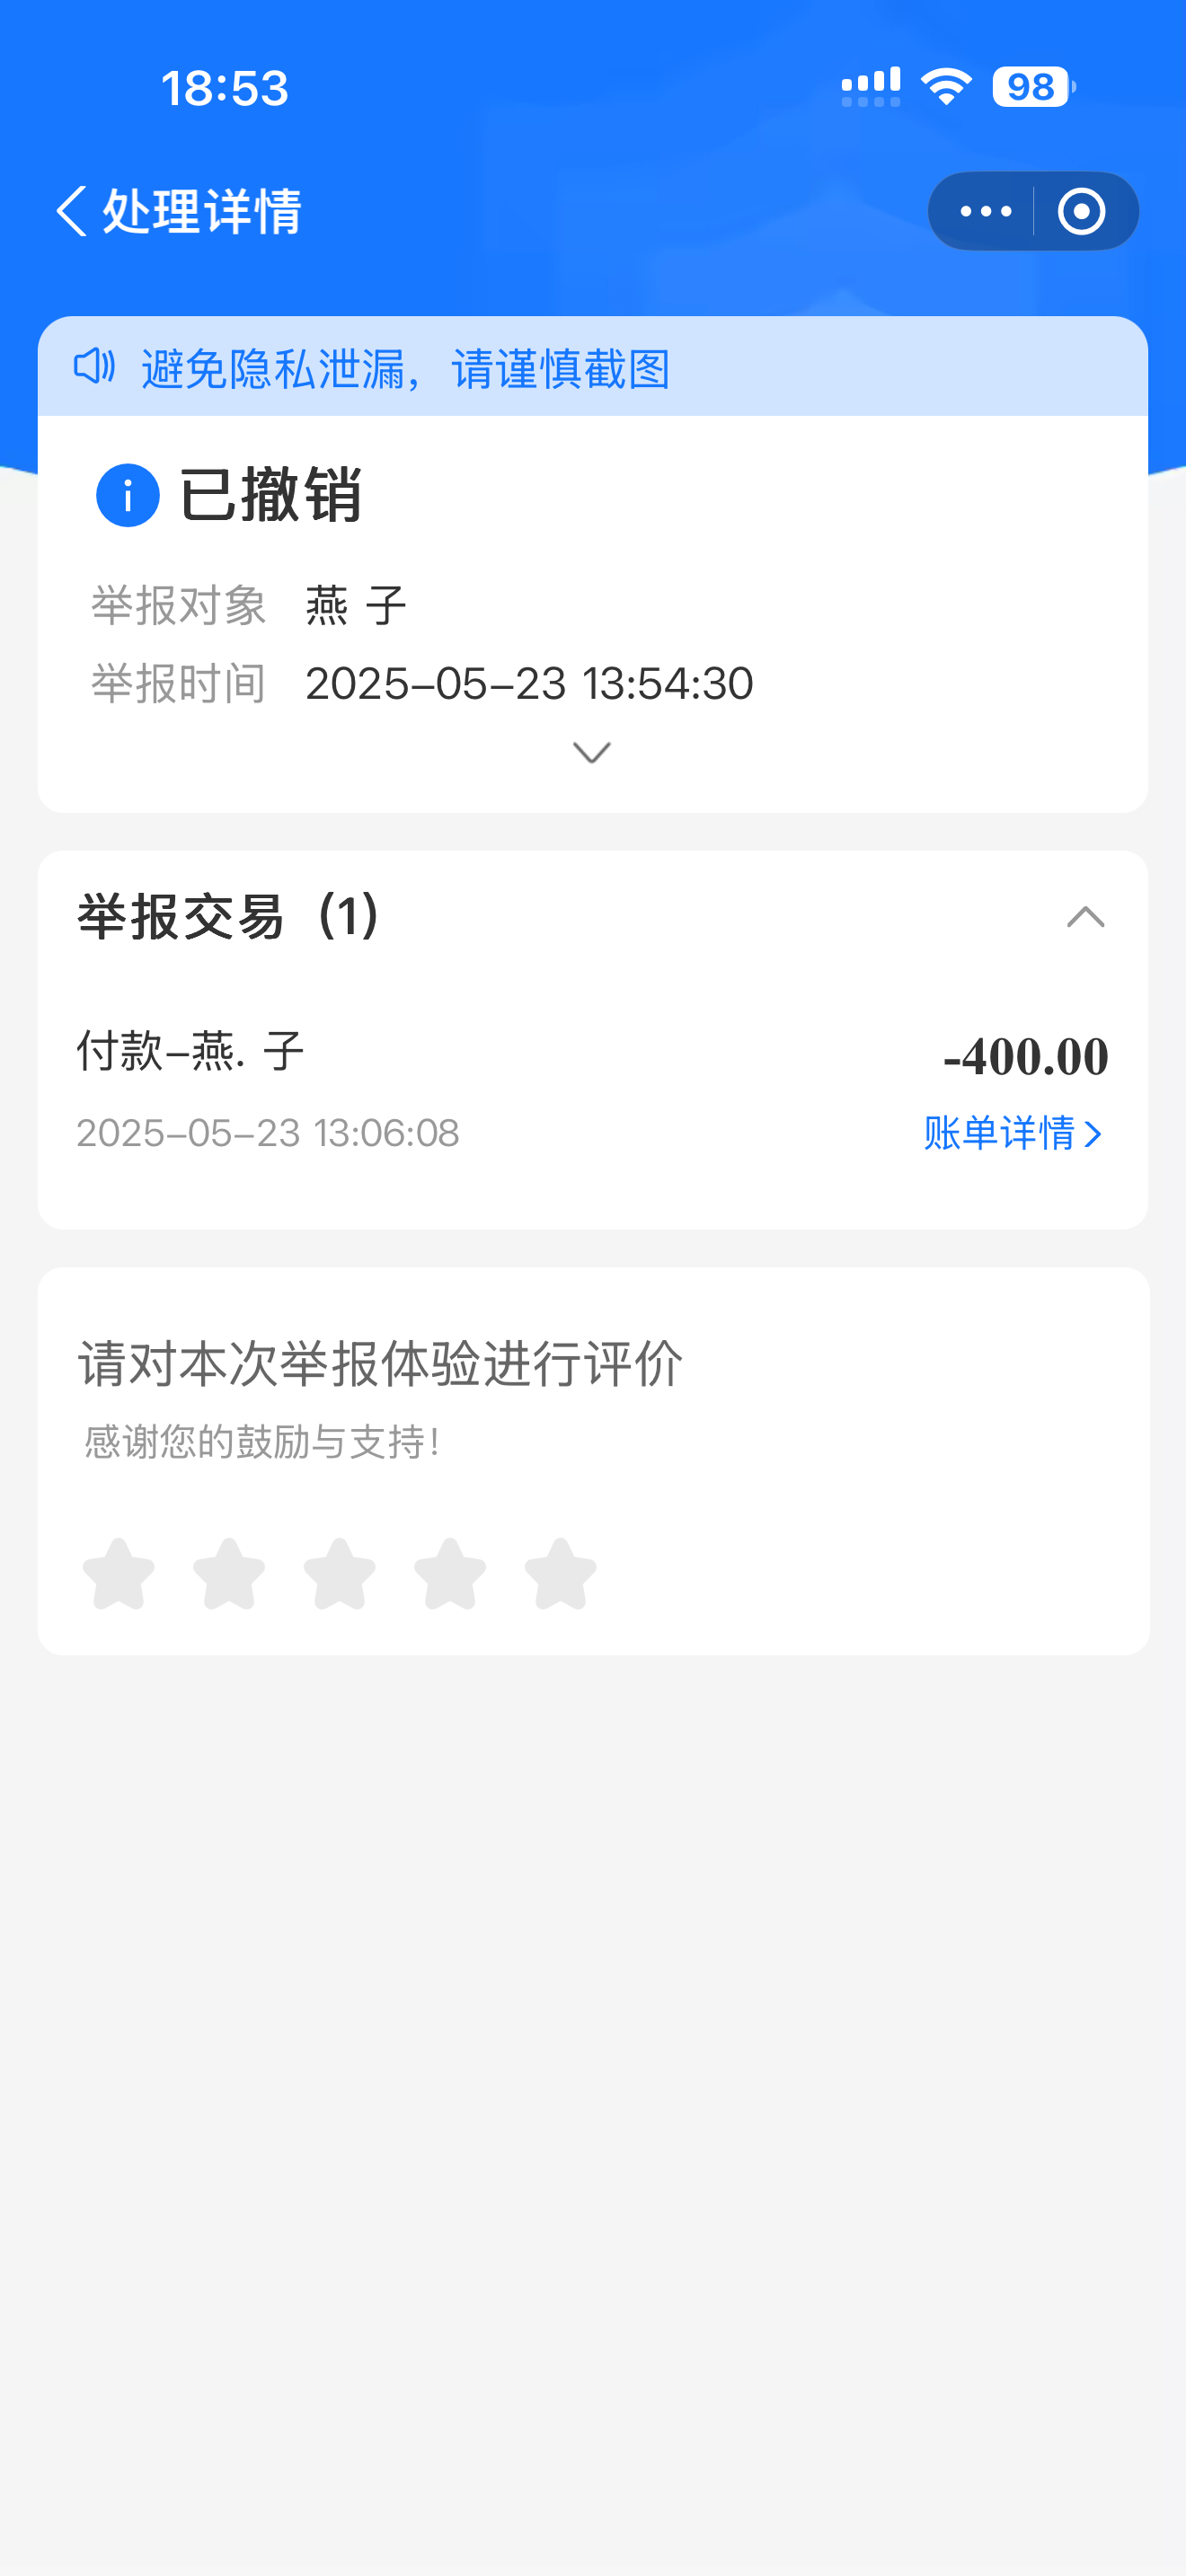 18:53
98
处理详情
避免隐私泄漏，请谨慎截图
已撤销
举报对象 燕 子
举报时间 2025-05-23 13:54:30
举报交易（1）
付款-燕. 子 -400.00
2025-05-23 13:06:08 账单详情
请对本次举报体验进行评价
感谢您的鼓励与支持！